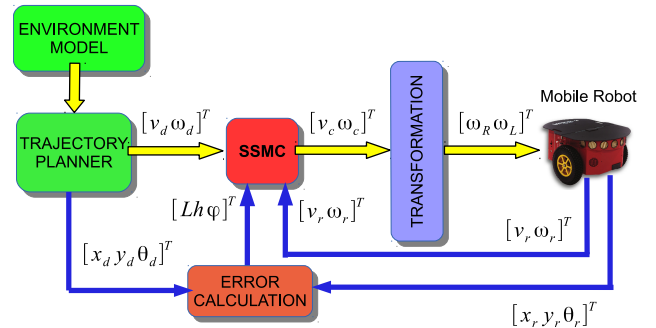 ENVIRONMENT
MODEL
TRAJECTORY
PLANNER
[v_d ω_d]^T
SSMC
[v_c ω_c]^T
TRANSFORMATION
[ω_R ω_L]^T
Mobile Robot
[L h φ]^T
[v_r ω_r]^T
[v_r ω_r]^T
[x_d y_d θ_d]^T
ERROR
CALCULATION
[x_r y_r θ_r]^T